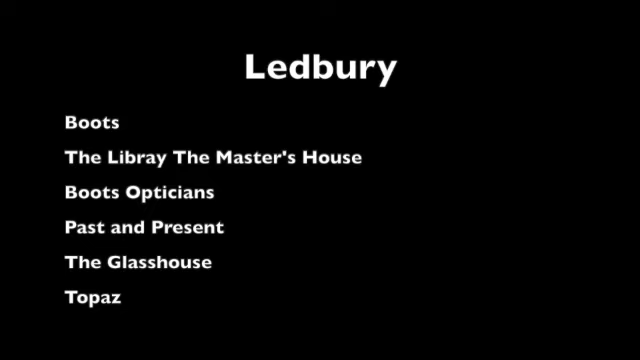 Ledbury
Boots
The Libray The Master's House
Boots Opticians
Past and Present
The Glasshouse
Topaz